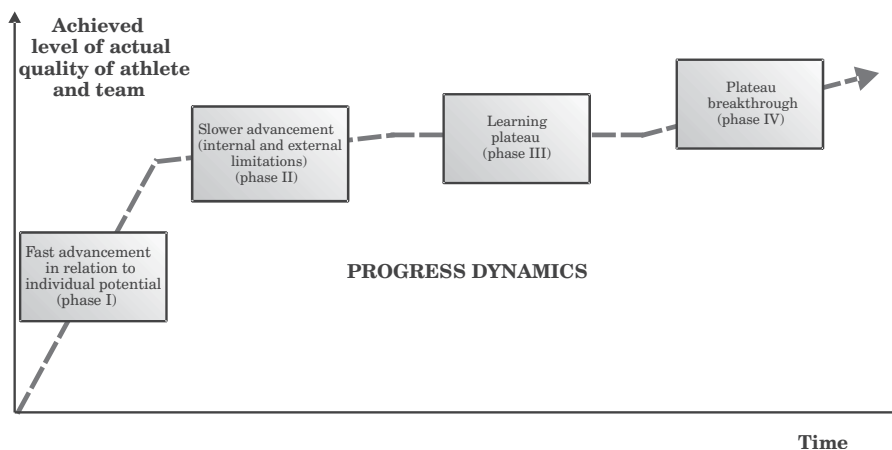 Achieved
level of actual
quality of athlete
and team
Fast advancement
in relation to
individual potential
(phase I)
Slower advancement
(internal and external
limitations)
(phase II)
Learning
plateau
(phase III)
Plateau
breakthrough
(phase IV)
PROGRESS DYNAMICS
Time